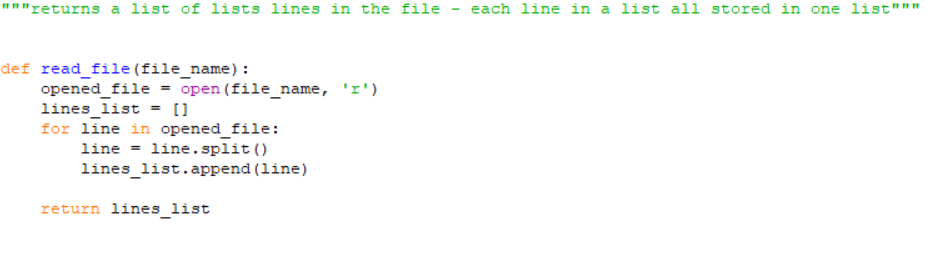 """returns a list of lists lines in the file - each line in a list all stored in one list"""
def read_file(file_name):
    opened_file = open(file_name, 'r')
    lines_list = []
    for line in opened_file:
        line = line.split()
        lines_list.append(line)
    return lines_list